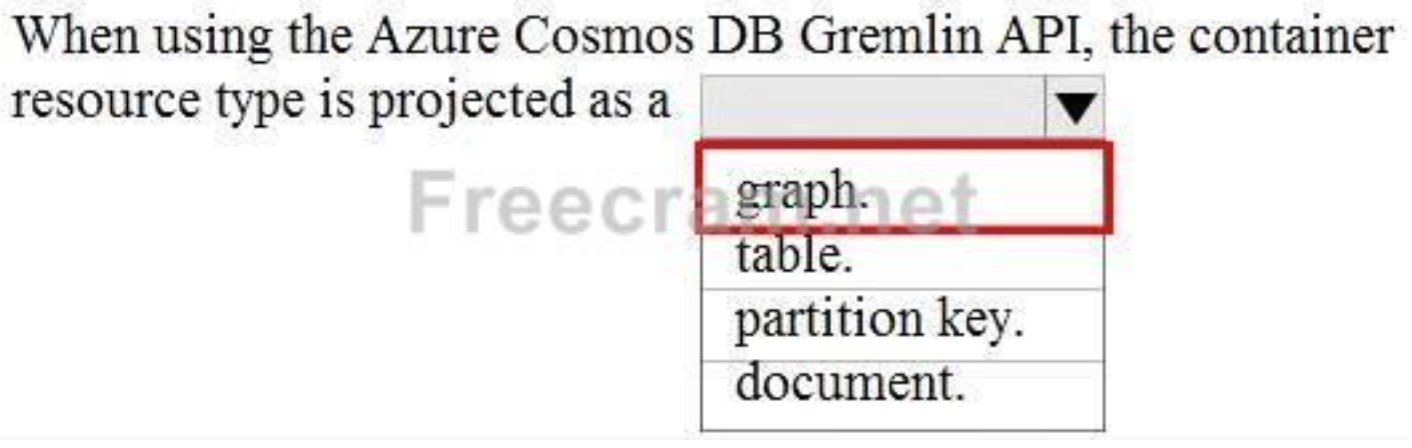 When using the Azure Cosmos DB Gremlin API, the container
resource type is projected as a
Freecram.net
graph.
table.
partition key.
document.